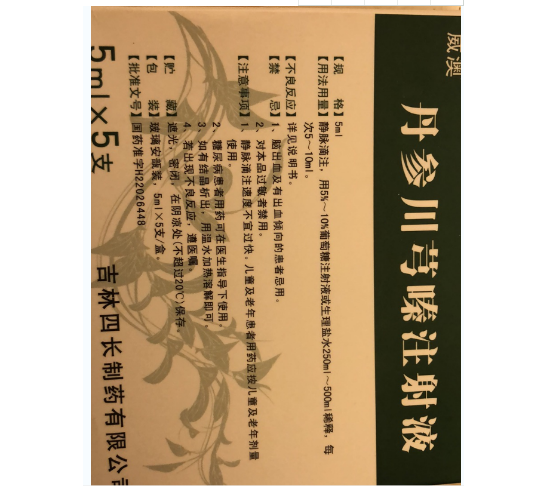 威澳
丹参川芎嗪注射液
【规　　格】5ml
【用法用量】静脉滴注，用5%～10%葡萄糖注射液或生理盐水250ml～500ml稀释，每
次5～10ml。
【不良反应】详见说明书。
【禁　　忌】1、脑出血及有出血倾向的患者忌用。
2、对本品过敏者禁用。
【注意事项】1、静脉滴注速度不宜过快，儿童及老年患者用药应按儿童及老年剂量
使用。
2、糖尿病患者用药可在医生指导下使用。
3、如有结晶析出，用温水加热溶解即可。
4、若出现不良反应，遵医嘱。
【贮　　藏】遮光，密闭，在阴凉处(不超过20℃)保存。
【包　　装】玻璃安瓿装，5ml×5支/盒。
【批准文号】国药准字H22026448
5ml×5支
吉林四长制药有限公司